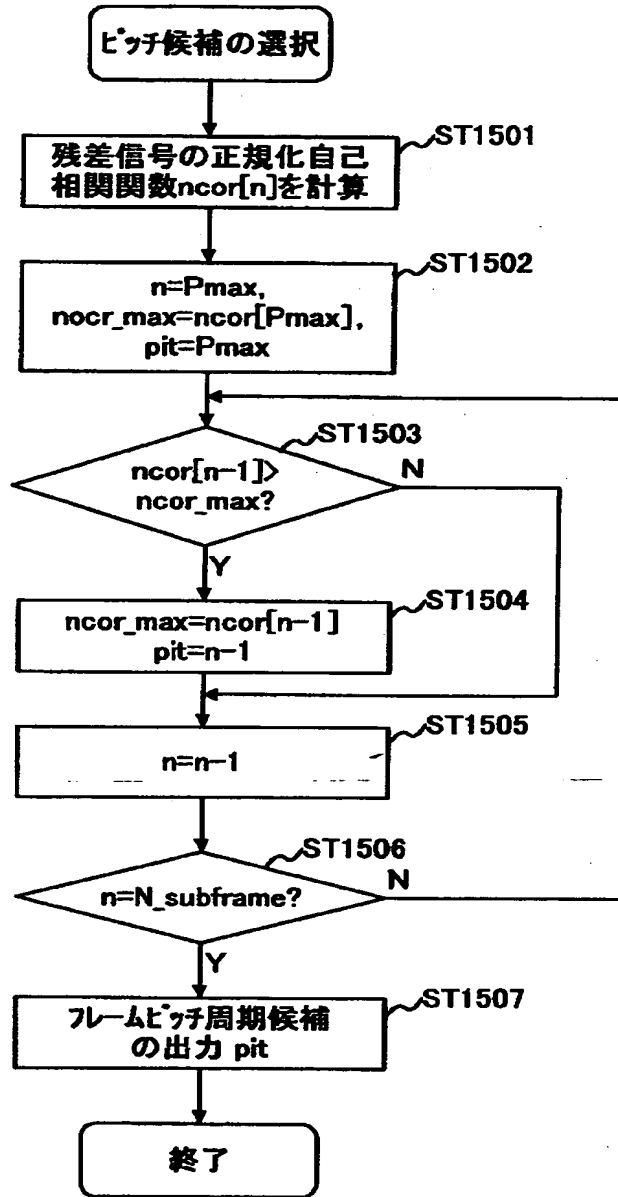 ピッチ候補の選択
ST1501
残差信号の正規化自己
相関関数ncor[n]を計算
ST1502
n=Pmax,
nocr_max=ncor[Pmax],
pit=Pmax
ST1503
ncor[n-1]>
ncor_max?
N
Y
ST1504
ncor_max=ncor[n-1]
pit=n-1
ST1505
n=n-1
ST1506
n=N_subframe?
N
Y
ST1507
フレームピッチ周期候補
の出力 pit
終了